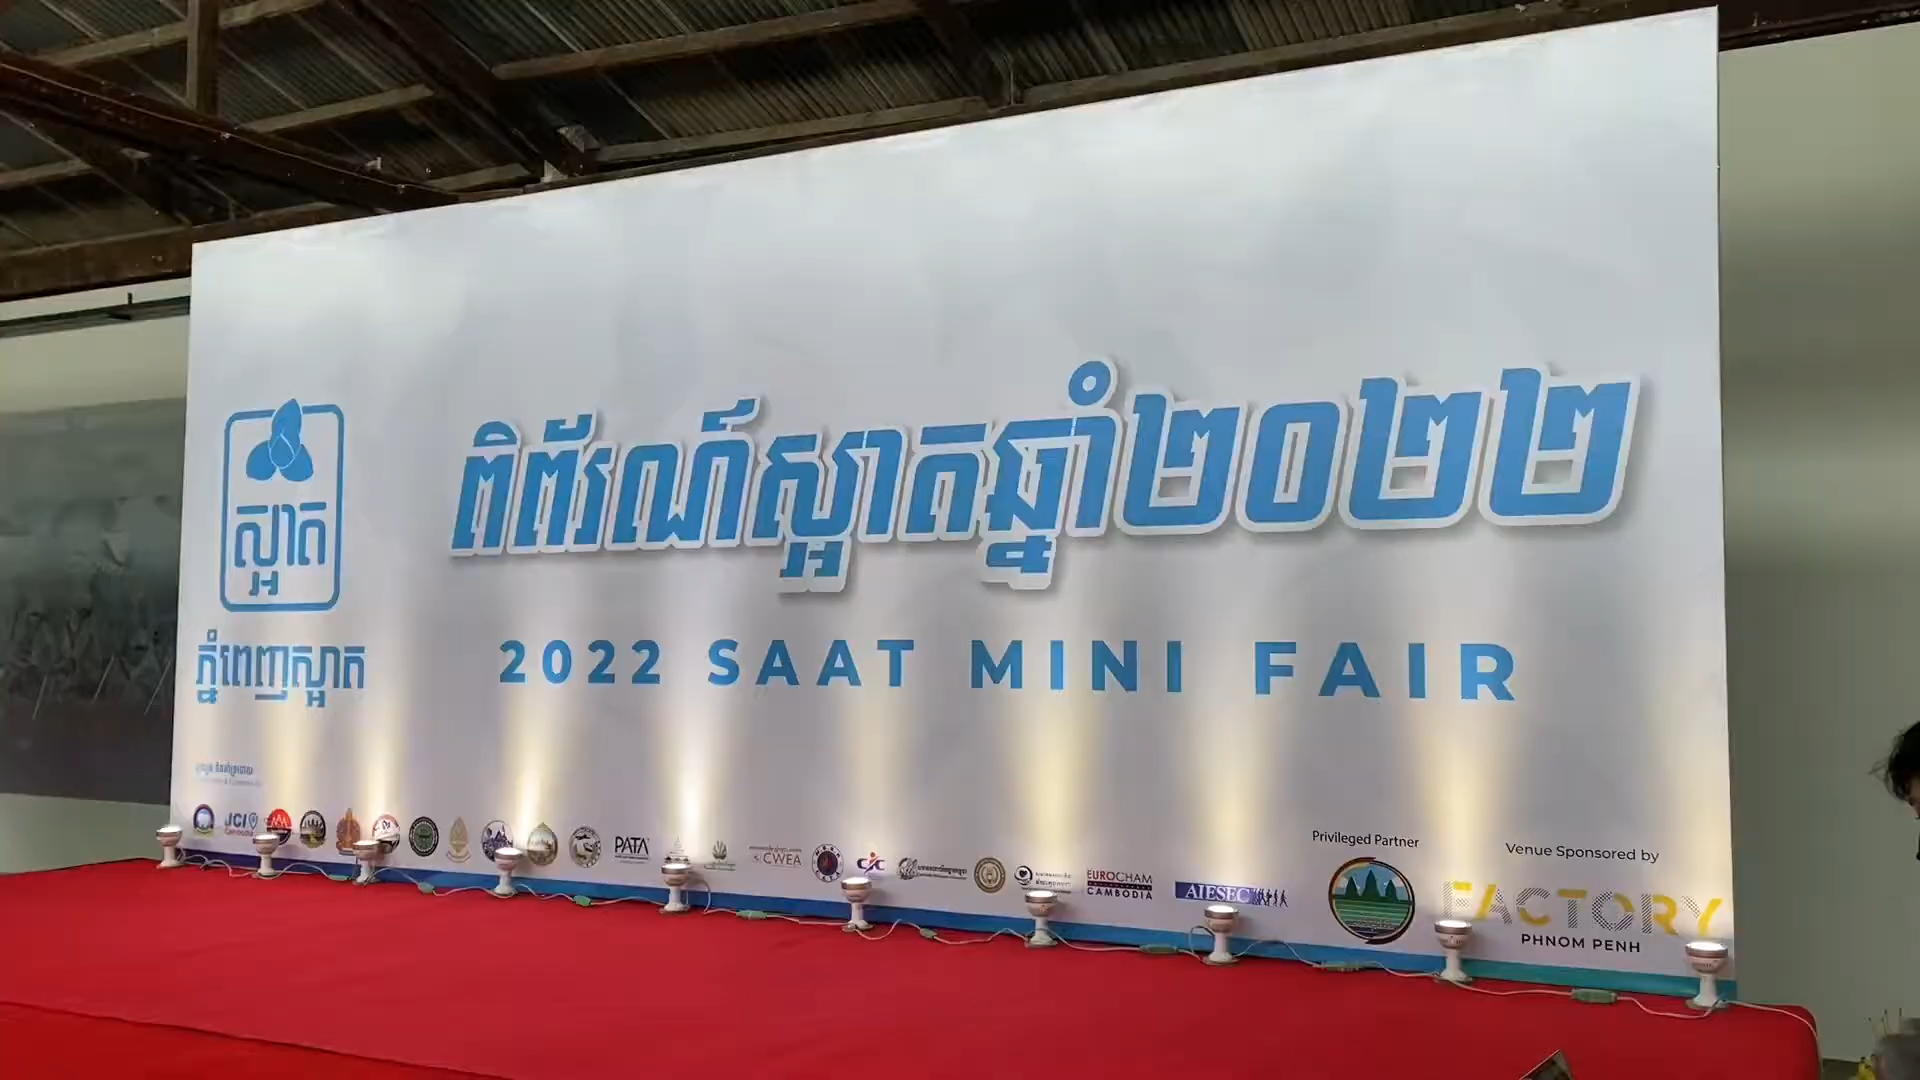 ស្អាត
ភ្នំពេញស្អាត
ពិព័រណ៍ស្អាតឆ្នាំ២០២២
2022 SAAT MINI FAIR
JCI
Cambodia
PATA
CWEA
EUROCHAM
CAMBODIA
AIESEC
Privileged Partner
Venue Sponsored by
FACTORY
PHNOM PENH